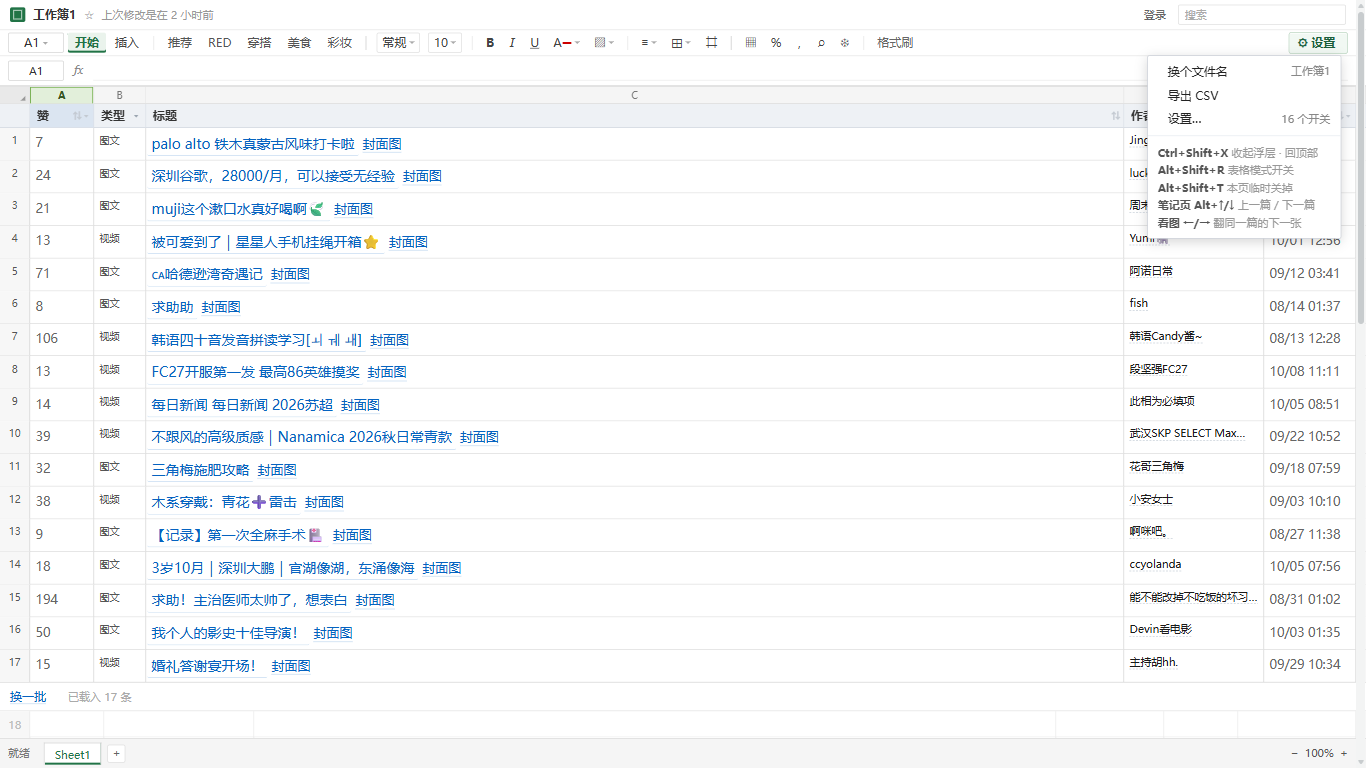 工作簿1 ☆ 上次修改是在 2 小时前 登录 搜索
A1 开始 插入 推荐 RED 穿搭 美食 彩妆 常规 10 B I U A ≡ % , 格式刷 设置
A1 fx
换个文件名 工作簿1
导出 CSV
设置... 16 个开关
Ctrl+Shift+X 收起浮层 · 回顶部
Alt+Shift+R 表格模式开关
Alt+Shift+T 本页临时关掉
笔记页 Alt+↑/↓ 上一篇 / 下一篇
看图 ←/→ 翻同一篇的下一张
A B C
赞 类型 标题
1 7 图文 palo alto 铁木真蒙古风味打卡啦 封面图
2 24 图文 深圳谷歌，28000/月，可以接受无经验 封面图
3 21 图文 muji这个漱口水真好喝啊🍃 封面图
4 13 视频 被可爱到了｜星星人手机挂绳开箱⭐ 封面图 10/01 12:56
5 71 图文 ᴄᴀ哈德逊湾奇遇记 封面图 阿诺日常 09/12 03:41
6 8 图文 求助助 封面图 fish 08/14 01:37
7 106 视频 韩语四十音发音拼读学习[ㅚ ㅞ ㅙ] 封面图 韩语Candy酱~ 08/13 12:28
8 13 视频 FC27开服第一发 最高86英雄摸奖 封面图 段坚强FC27 10/08 11:11
9 14 视频 每日新闻 每日新闻 2026苏超 封面图 此相为必填项 10/05 08:51
10 39 视频 不跟风的高级质感｜Nanamica 2026秋日常青款 封面图 武汉SKP SELECT Max... 09/22 10:52
11 32 图文 三角梅施肥攻略 封面图 花哥三角梅 09/18 07:59
12 38 视频 木系穿戴：青花➕雷击 封面图 小安女士 09/03 10:10
13 9 图文 【记录】第一次全麻手术 封面图 啊咪吧。 08/27 11:38
14 18 图文 3岁10月｜深圳大鹏｜官湖像湖，东涌像海 封面图 ccyolanda 10/05 07:56
15 194 图文 求助！主治医师太帅了，想表白 封面图 能不能改掉不吃饭的坏习... 08/31 01:02
16 50 图文 我个人的影史十佳导演！ 封面图 Devin看电影 10/03 01:35
17 15 视频 婚礼答谢宴开场！ 封面图 主持胡hh. 09/29 10:34
换一批 已载入 17 条
18
就绪 Sheet1 + − 100% +